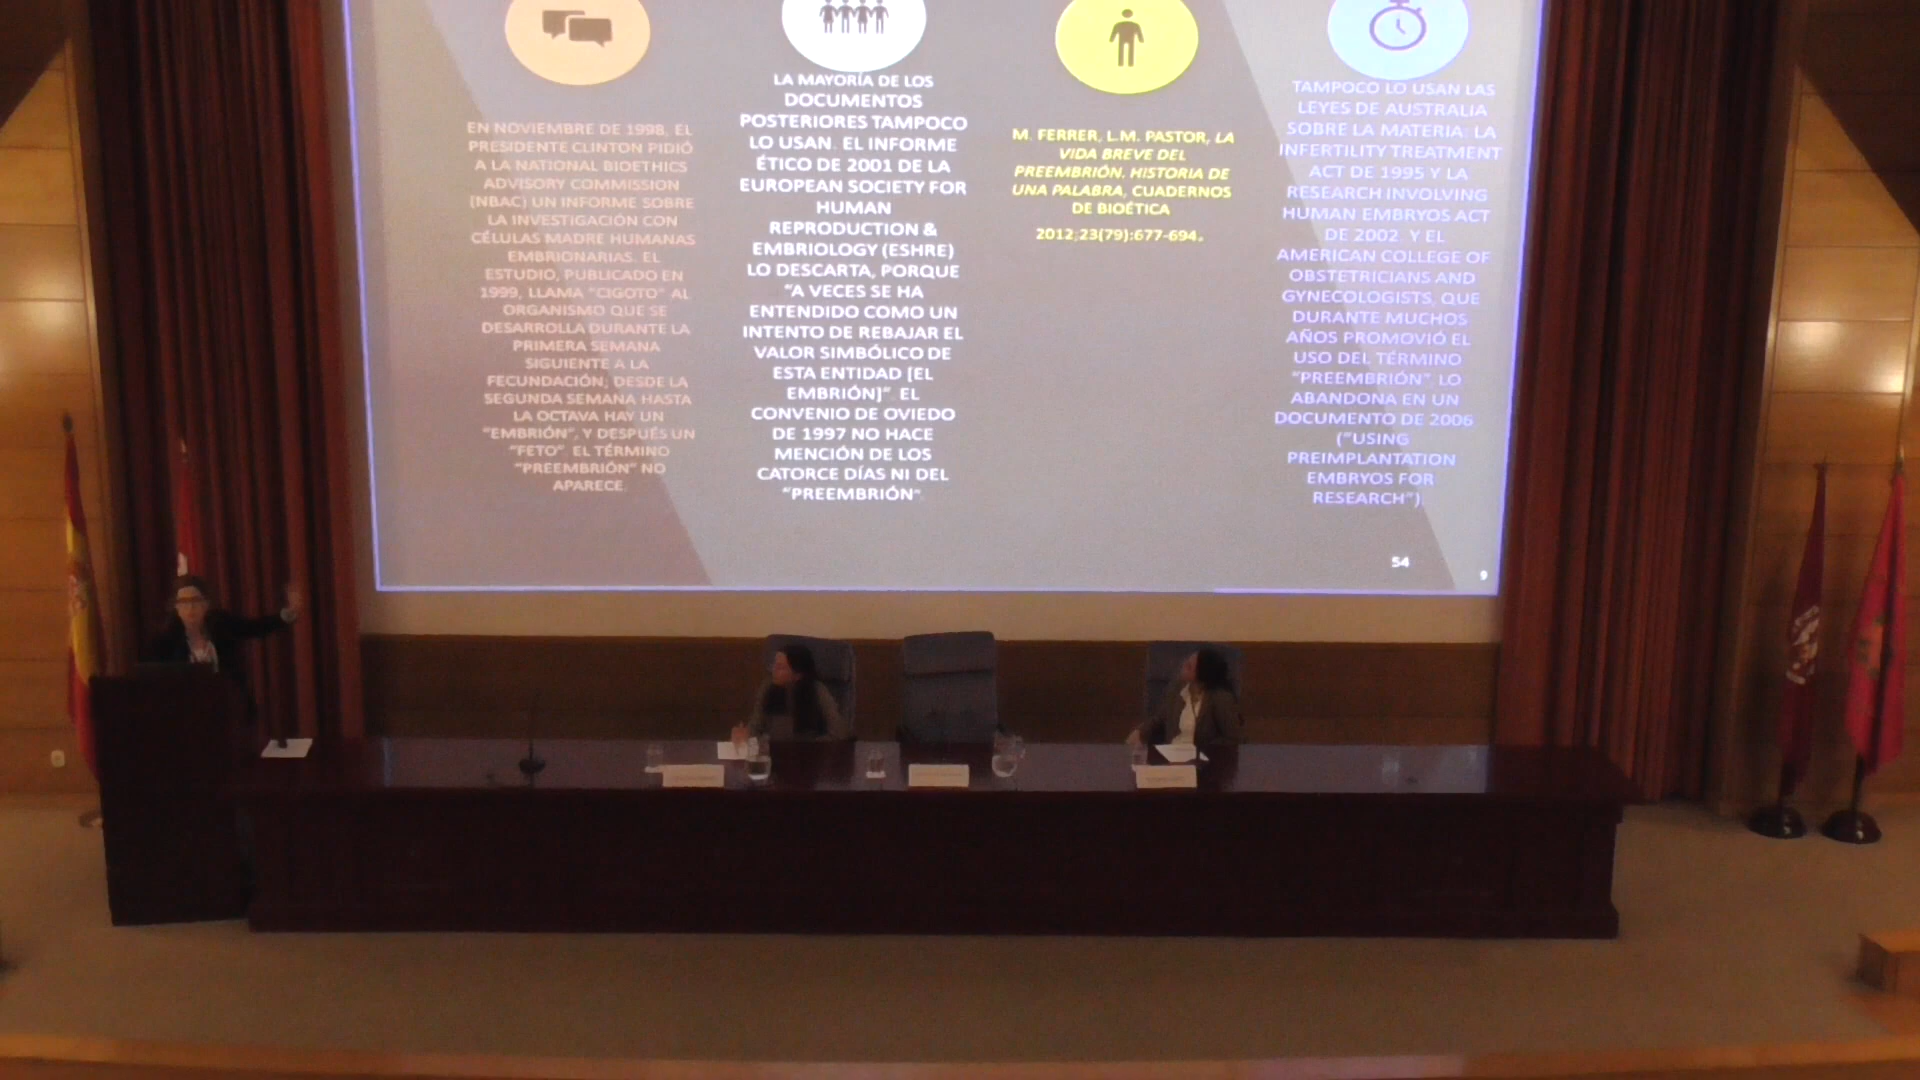 EN NOVIEMBRE DE 1998, EL
PRESIDENTE CLINTON PIDIÓ
A LA NATIONAL BIOETHICS
ADVISORY COMMISSION
(NBAC) UN INFORME SOBRE
LA INVESTIGACIÓN CON
CÉLULAS MADRE HUMANAS
EMBRIONARIAS. EL
ESTUDIO, PUBLICADO EN
1999, LLAMA "CIGOTO" AL
ORGANISMO QUE SE
DESARROLLA DURANTE LA
PRIMERA SEMANA
SIGUIENTE A LA
FECUNDACIÓN; DESDE LA
SEGUNDA SEMANA HASTA
LA OCTAVA HAY UN
"EMBRIÓN", Y DESPUÉS UN
"FETO". EL TÉRMINO
"PREEMBRIÓN" NO
APARECE.
LA MAYORÍA DE LOS
DOCUMENTOS
POSTERIORES TAMPOCO
LO USAN. EL INFORME
ÉTICO DE 2001 DE LA
EUROPEAN SOCIETY FOR
HUMAN
REPRODUCTION &
EMBRIOLOGY (ESHRE)
LO DESCARTA, PORQUE
"A VECES SE HA
ENTENDIDO COMO UN
INTENTO DE REBAJAR EL
VALOR SIMBÓLICO DE
ESTA ENTIDAD [EL
EMBRIÓN]". EL
CONVENIO DE OVIEDO
DE 1997 NO HACE
MENCIÓN DE LOS
CATORCE DÍAS NI DEL
"PREEMBRIÓN".
M. FERRER, L.M. PASTOR, LA
VIDA BREVE DEL
PREEMBRIÓN. HISTORIA DE
UNA PALABRA, CUADERNOS
DE BIOÉTICA
2012;23(79):677-694.
TAMPOCO LO USAN LAS
LEYES DE AUSTRALIA
SOBRE LA MATERIA: LA
INFERTILITY TREATMENT
ACT DE 1995 Y LA
RESEARCH INVOLVING
HUMAN EMBRYOS ACT
DE 2002 Y EL
AMERICAN COLLEGE OF
OBSTETRICIANS AND
GYNECOLOGISTS, QUE
DURANTE MUCHOS
AÑOS PROMOVIÓ EL
USO DEL TÉRMINO
"PREEMBRIÓN", LO
ABANDONA EN UN
DOCUMENTO DE 2006
("USING
PREIMPLANTATION
EMBRYOS FOR
RESEARCH")
54
9